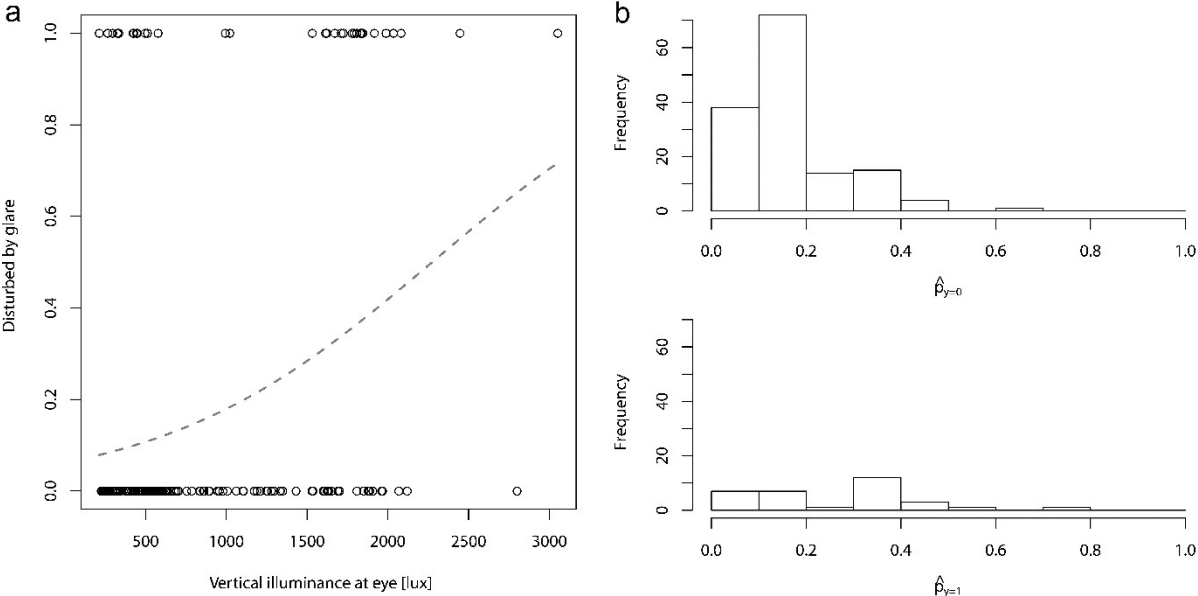 a
1.0
0.8
0.6
0.4
0.2
0.0
Disturbed by glare
500 1000 1500 2000 2500 3000
Vertical illuminance at eye [lux]
b
60
40
20
0
Frequency
0.0 0.2 0.4 0.6 0.8 1.0
p̂y=0
60
40
20
0
Frequency
0.0 0.2 0.4 0.6 0.8 1.0
p̂y=1